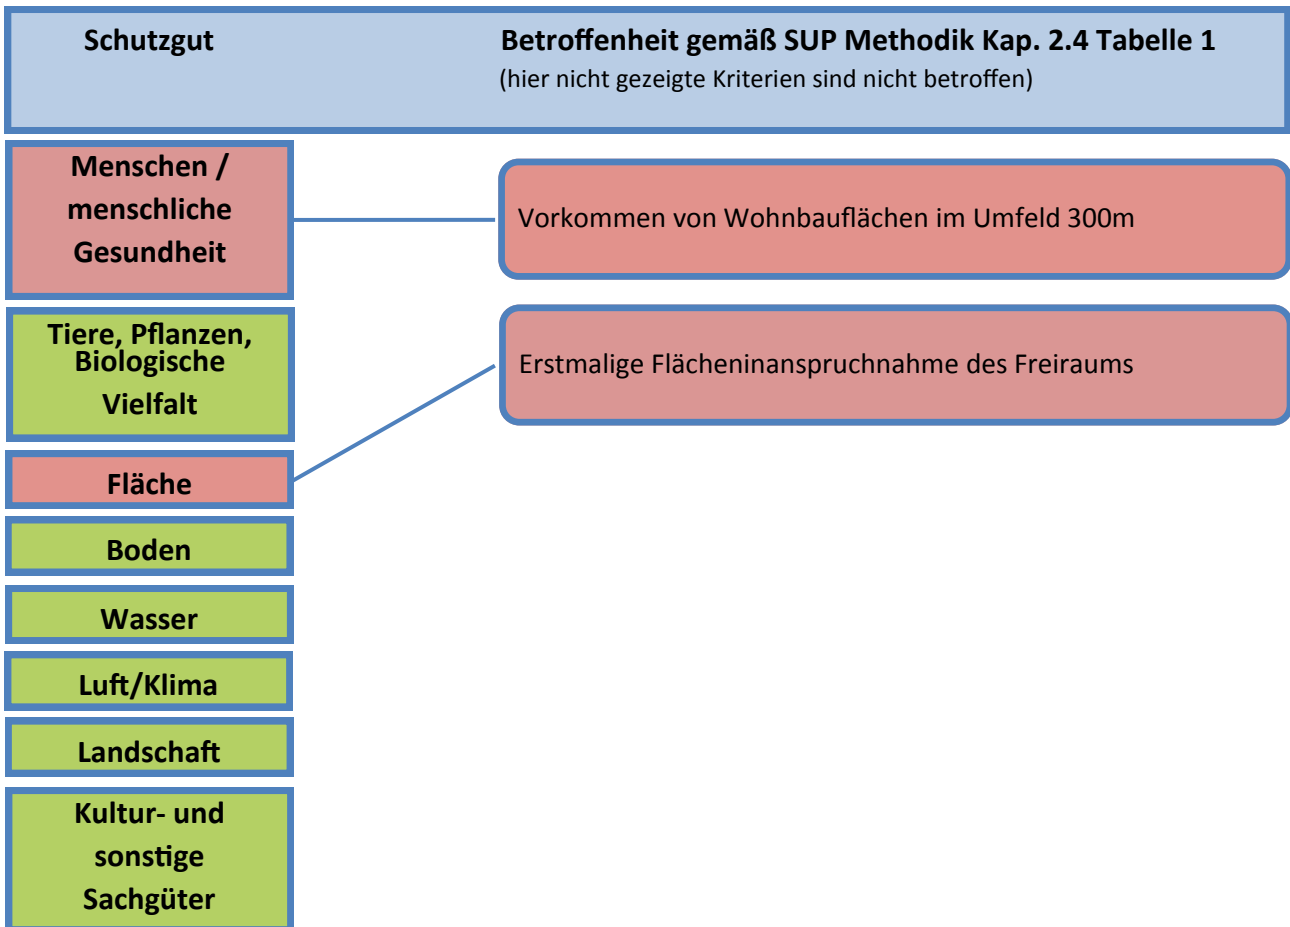 Schutzgut
Betroffenheit gemäß SUP Methodik Kap. 2.4 Tabelle 1
(hier nicht gezeigte Kriterien sind nicht betroffen)
Menschen /
menschliche
Gesundheit
Vorkommen von Wohnbauflächen im Umfeld 300m
Tiere, Pflanzen,
Biologische
Vielfalt
Erstmalige Flächeninanspruchnahme des Freiraums
Fläche
Boden
Wasser
Luft/Klima
Landschaft
Kultur- und
sonstige
Sachgüter